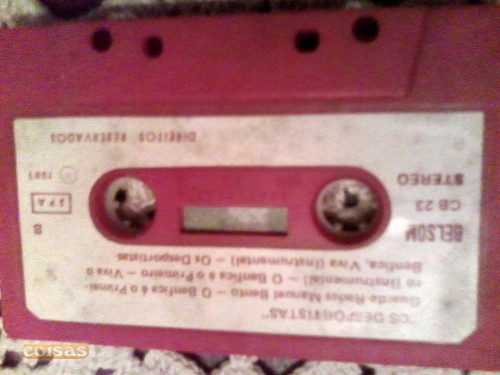 "OS DESPORTISTAS"
Guarda-Redes Manuel Bento — O Benfica é o Primei-
ro (instrumental) — O Benfica é o Primeiro — Viva o
Benfica, Viva (instrumental) — Os Desportistas
BELSOM
CB 23
STEREO
B
SPA
℗ 1981
DIREITOS RESERVADOS
coisas